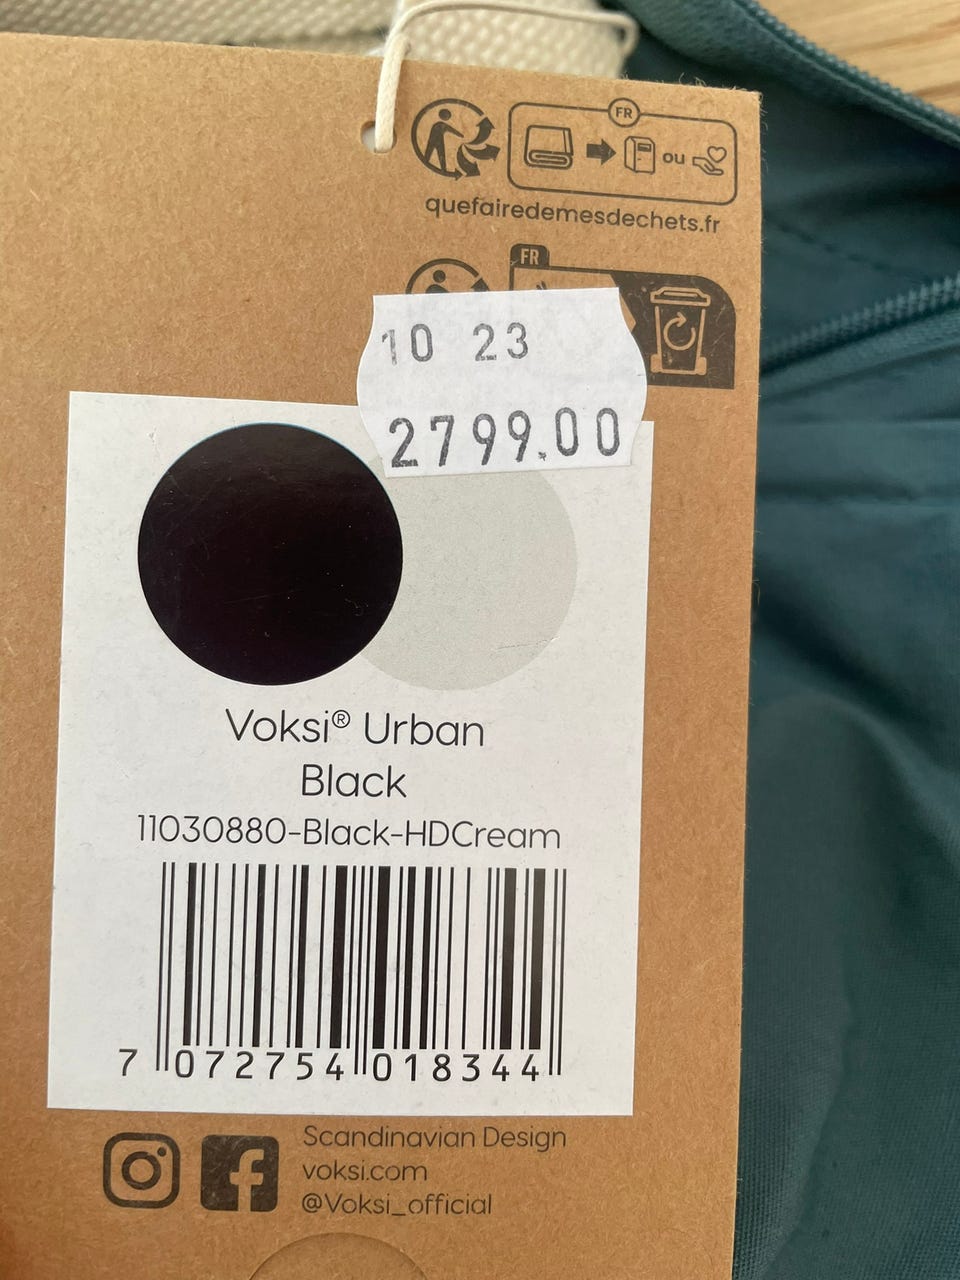 FR
ou
quefairedemesdechets.fr
FR
10 23
2799.00
Voksi® Urban
Black
11030880-Black-HDCream
7 072754 018344
Scandinavian Design
voksi.com
@Voksi_official